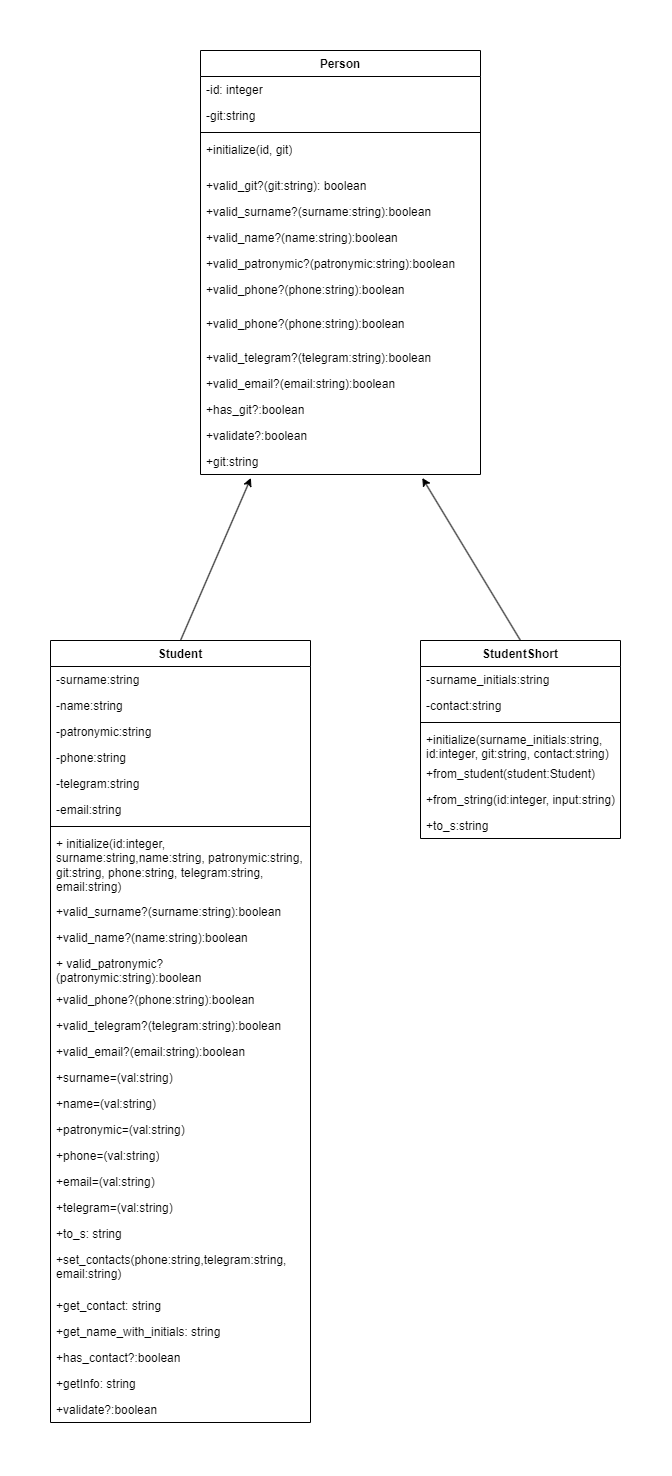 Person
-id: integer
-git:string
+initialize(id, git)
+valid_git?(git:string): boolean
+valid_surname?(surname:string):boolean
+valid_name?(name:string):boolean
+valid_patronymic?(patronymic:string):boolean
+valid_phone?(phone:string):boolean
+valid_phone?(phone:string):boolean
+valid_telegram?(telegram:string):boolean
+valid_email?(email:string):boolean
+has_git?:boolean
+validate?:boolean
+git:string
Student
-surname:string
-name:string
-patronymic:string
-phone:string
-telegram:string
-email:string
+ initialize(id:integer,
surname:string,name:string, patronymic:string,
git:string, phone:string, telegram:string,
email:string)
+valid_surname?(surname:string):boolean
+valid_name?(name:string):boolean
+ valid_patronymic?
(patronymic:string):boolean
+valid_phone?(phone:string):boolean
+valid_telegram?(telegram:string):boolean
+valid_email?(email:string):boolean
+surname=(val:string)
+name=(val:string)
+patronymic=(val:string)
+phone=(val:string)
+email=(val:string)
+telegram=(val:string)
+to_s: string
+set_contacts(phone:string,telegram:string,
email:string)
+get_contact: string
+get_name_with_initials: string
+has_contact?:boolean
+getInfo: string
+validate?:boolean
StudentShort
-surname_initials:string
-contact:string
+initialize(surname_initials:string,
id:integer, git:string, contact:string)
+from_student(student:Student)
+from_string(id:integer, input:string)
+to_s:string